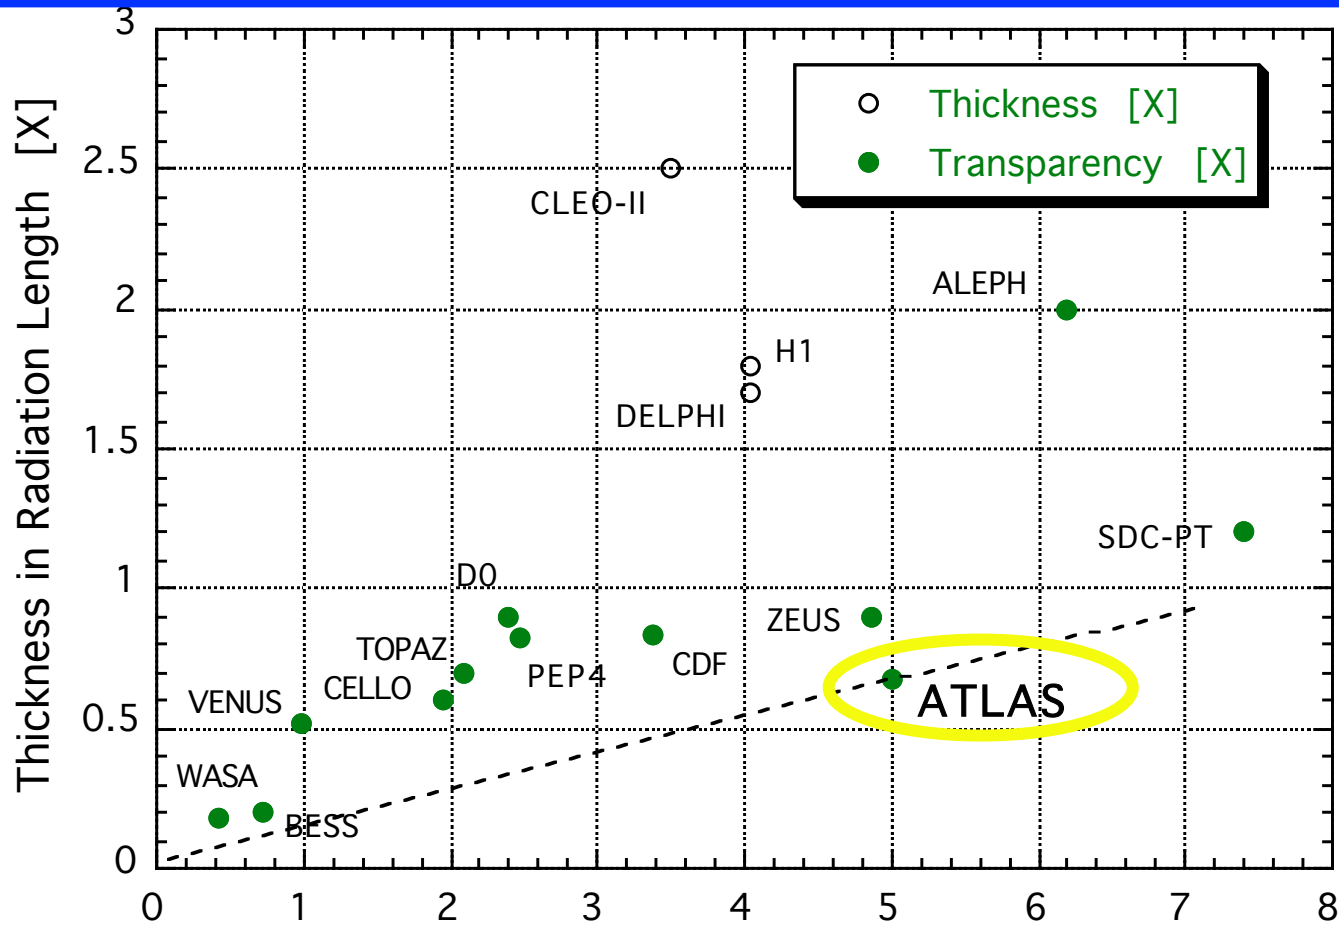 Thickness in Radiation Length [X]
3
2.5
2
1.5
1
0.5
0
Thickness [X]
Transparency [X]
CLEO-II
ALEPH
H1
DELPHI
SDC-PT
D0
ZEUS
TOPAZ
CDF
PEP4
CELLO
VENUS
ATLAS
WASA
BESS
0 1 2 3 4 5 6 7 8